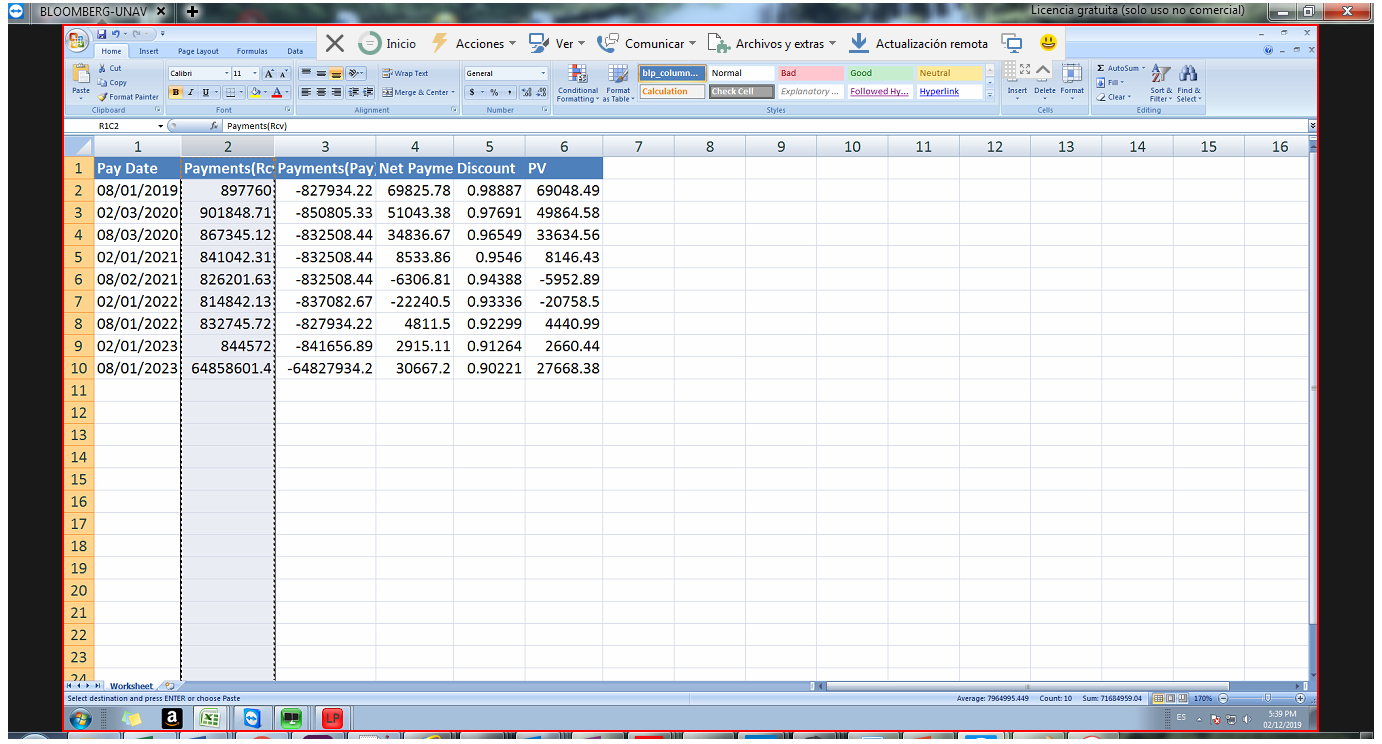 BLOOMBERG-UNAV
Licencia gratuita (solo uso no comercial)
Home Insert Page Layout Formulas Data
Inicio Acciones Ver Comunicar Archivos y extras Actualización remota
Paste Cut Copy Format Painter Clipboard
Calibri 11 B I U Font
Wrap Text Merge & Center Alignment
General $ % , Number
Conditional Formatting Format as Table
blp_column... Normal Bad Good Neutral
Calculation Check Cell Explanatory ... Followed Hy... Hyperlink
Styles
Insert Delete Format Cells
Σ AutoSum Fill Clear Sort & Filter Find & Select Editing
R1C2 fx Payments(Rcv)
1 2 3 4 5 6 7 8 9 10 11 12 13 14 15 16
1 Pay Date Payments(Rc Payments(Pay Net Payme Discount PV
2 08/01/2019 897760 -827934.22 69825.78 0.98887 69048.49
3 02/03/2020 901848.71 -850805.33 51043.38 0.97691 49864.58
4 08/03/2020 867345.12 -832508.44 34836.67 0.96549 33634.56
5 02/01/2021 841042.31 -832508.44 8533.86 0.9546 8146.43
6 08/02/2021 826201.63 -832508.44 -6306.81 0.94388 -5952.89
7 02/01/2022 814842.13 -837082.67 -22240.5 0.93336 -20758.5
8 08/01/2022 832745.72 -827934.22 4811.5 0.92299 4440.99
9 02/01/2023 844572 -841656.89 2915.11 0.91264 2660.44
10 08/01/2023 64858601.4 -64827934.2 30667.2 0.90221 27668.38
11
12
13
14
15
16
17
18
19
20
21
22
23
24
Worksheet
Select destination and press ENTER or choose Paste Average: 7964995.449 Count: 10 Sum: 71684959.04 170%
a LP ES 5:39 PM
02/12/2019